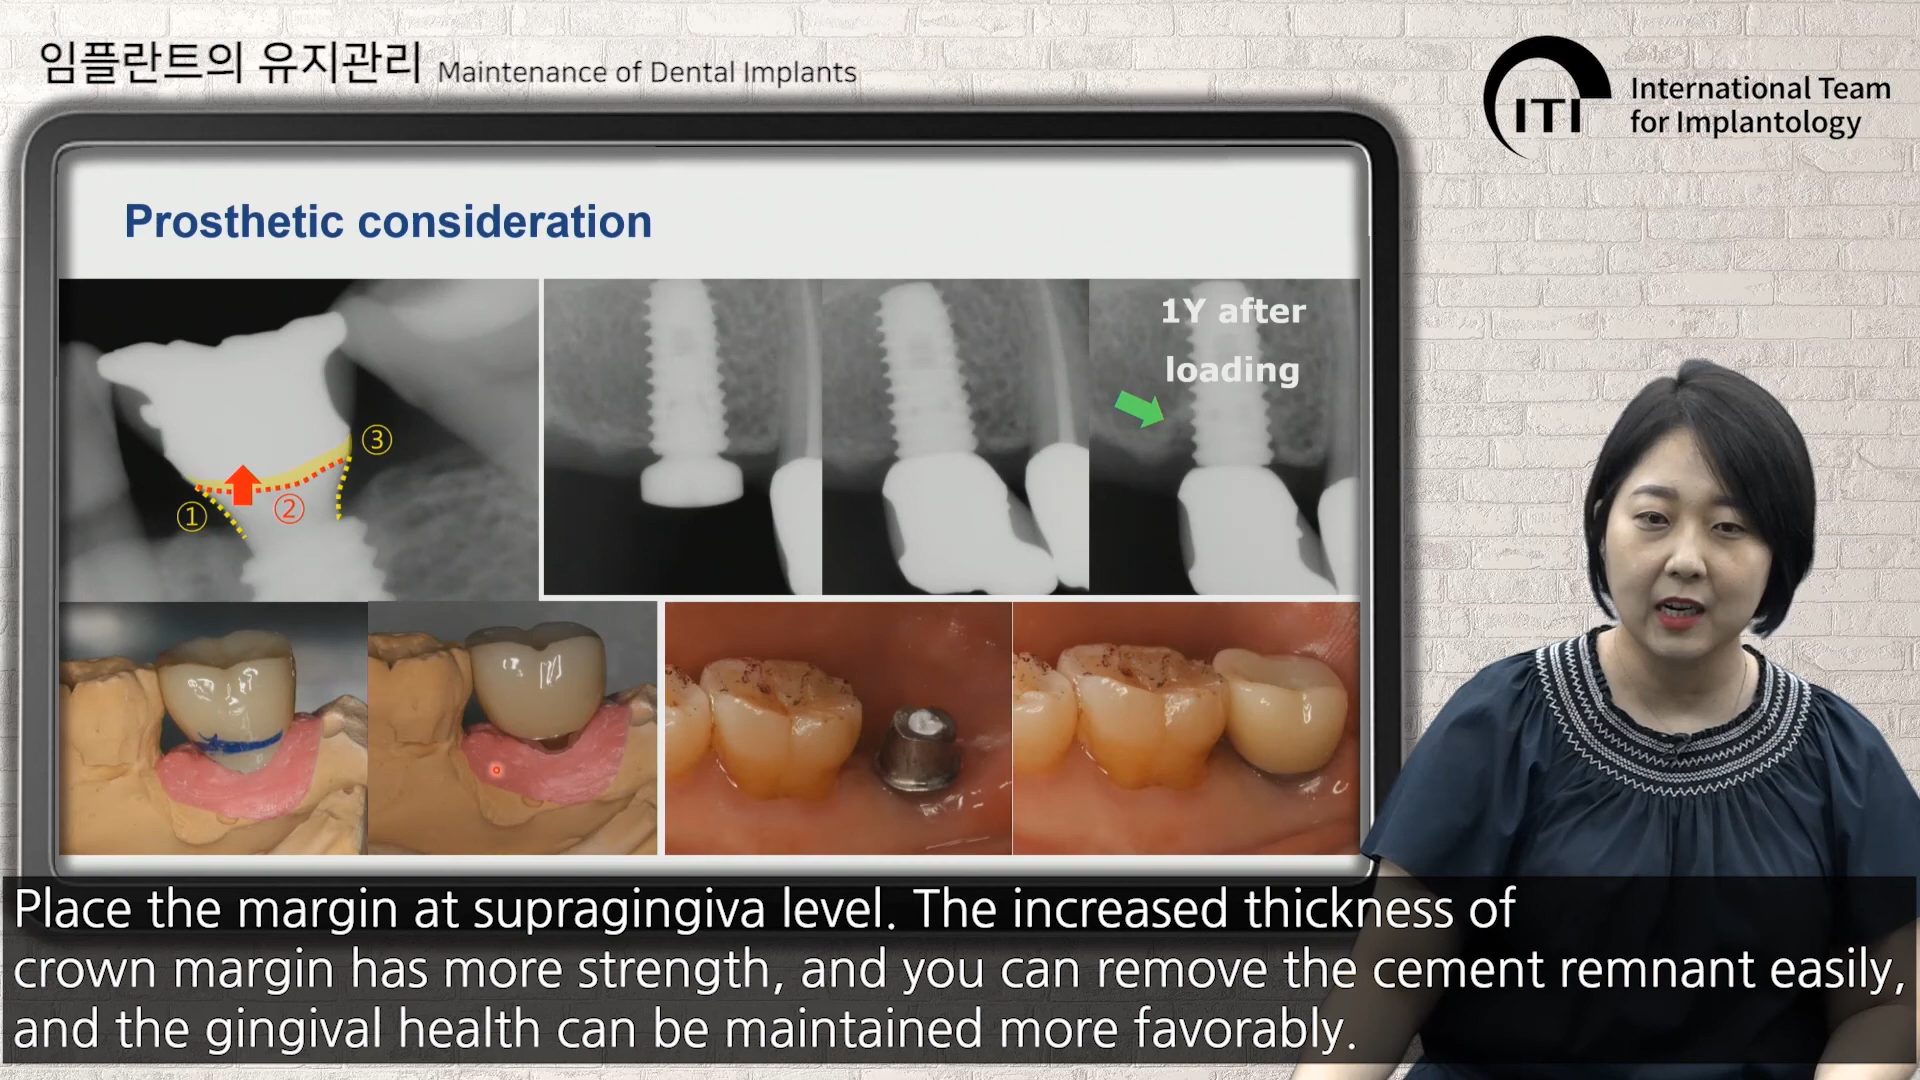 임플란트의 유지관리 Maintenance of Dental Implants
ITI
International Team
for Implantology
Prosthetic consideration
1Y after
loading
③
①
②
Place the margin at supragingiva level. The increased thickness of
crown margin has more strength, and you can remove the cement remnant easily,
and the gingival health can be maintained more favorably.